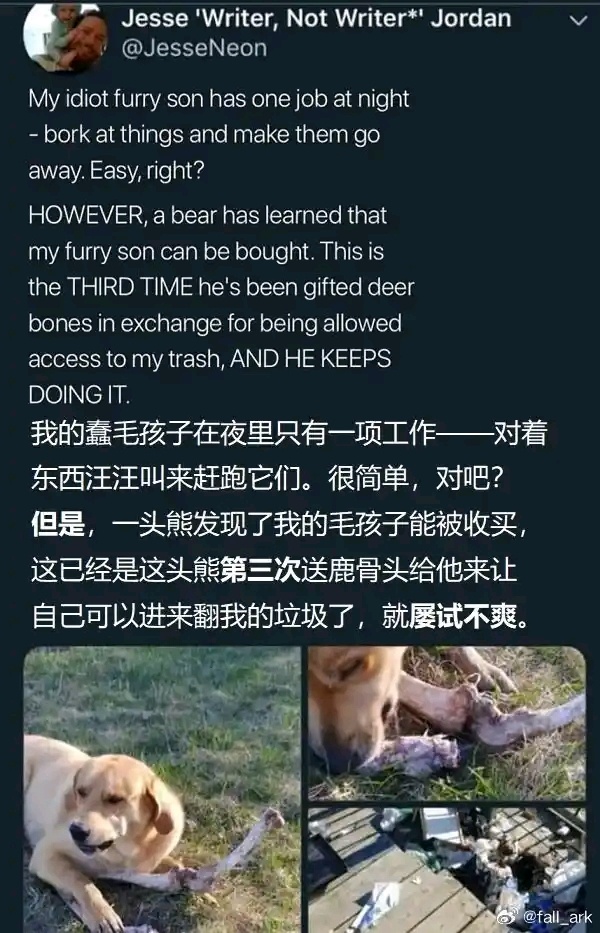 Jesse 'Writer, Not Writer*' Jordan
@JesseNeon
My idiot furry son has one job at night
- bork at things and make them go
away. Easy, right?
HOWEVER, a bear has learned that
my furry son can be bought. This is
the THIRD TIME he's been gifted deer
bones in exchange for being allowed
access to my trash, AND HE KEEPS
DOING IT.
我的蠢毛孩子在夜里只有一项工作——对着
东西汪汪叫来赶跑它们。很简单，对吧？
但是，一头熊发现了我的毛孩子能被收买，
这已经是这头熊第三次送鹿骨头给他来让
自己可以进来翻我的垃圾了，就屡试不爽。
@fall_ark